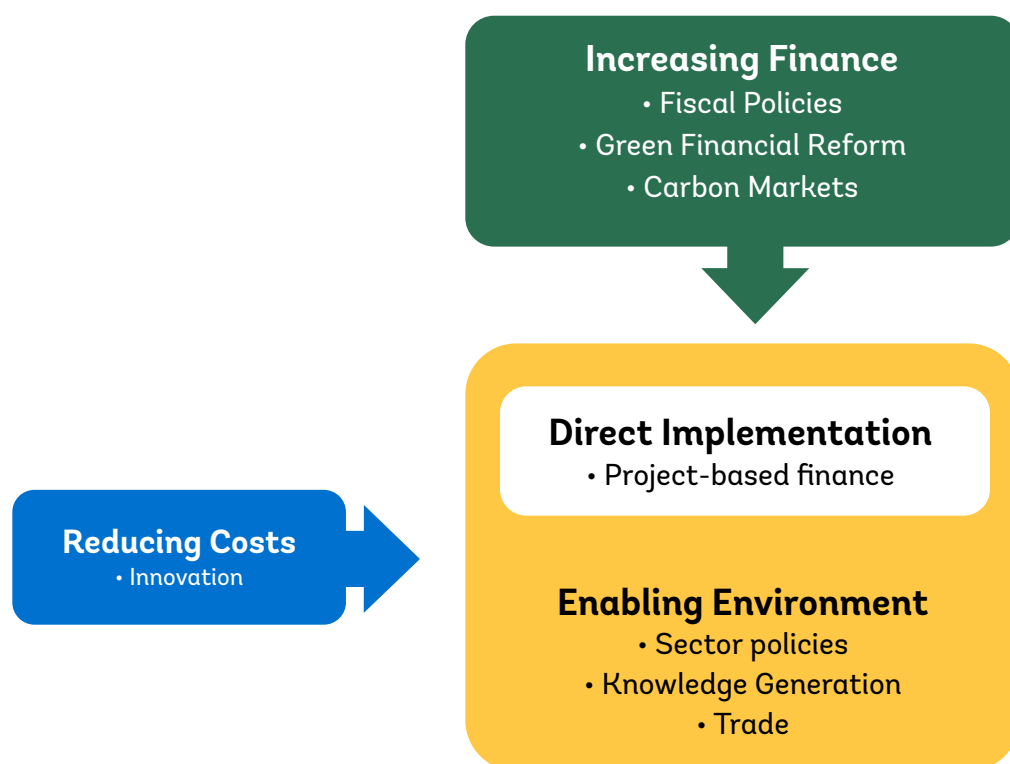 Increasing Finance
• Fiscal Policies
• Green Financial Reform
• Carbon Markets
Direct Implementation
• Project-based finance
Reducing Costs
• Innovation
Enabling Environment
• Sector policies
• Knowledge Generation
• Trade